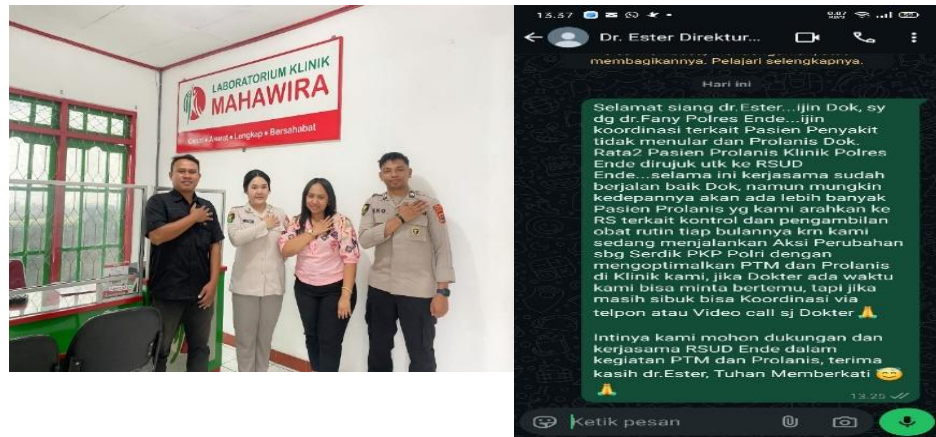 LABORATORIUM KLINIK
MAHAWIRA
Akurat • Lengkap • Bersahabat
13.37
Dr. Ester Direktur...
membagikannya. Pelajari selengkapnya.
Hari ini
Selamat siang dr.Ester...ijin Dok, sy
dg dr.Fany Polres Ende...ijin
koordinasi terkait Pasien Penyakit
tidak menular dan Prolanis Dok.
Rata2 Pasien Prolanis Klinik Polres
Ende dirujuk utk ke RSUD
Ende...selama ini kerjasama sudah
berjalan baik Dok, namun mungkin
kedepannya akan ada lebih banyak
Pasien Prolanis yg kami arahkan ke
RS terkait kontrol dan pengambilan
obat rutin tiap bulannya krn kami
sedang menjalankan Aksi Perubahan
sbg Serdik PKP Polri dengan
mengoptimalkan PTM dan Prolanis
di Klinik kami, jika Dokter ada waktu
kami bisa minta bertemu, tapi jika
masih sibuk bisa Koordinasi via
telpon atau Video call sj Dokter 🙏
Intinya kami mohon dukungan dan
kerjasama RSUD Ende dalam
kegiatan PTM dan Prolanis, terima
kasih dr.Ester, Tuhan Memberkati 😇
🙏
13.25
Ketik pesan